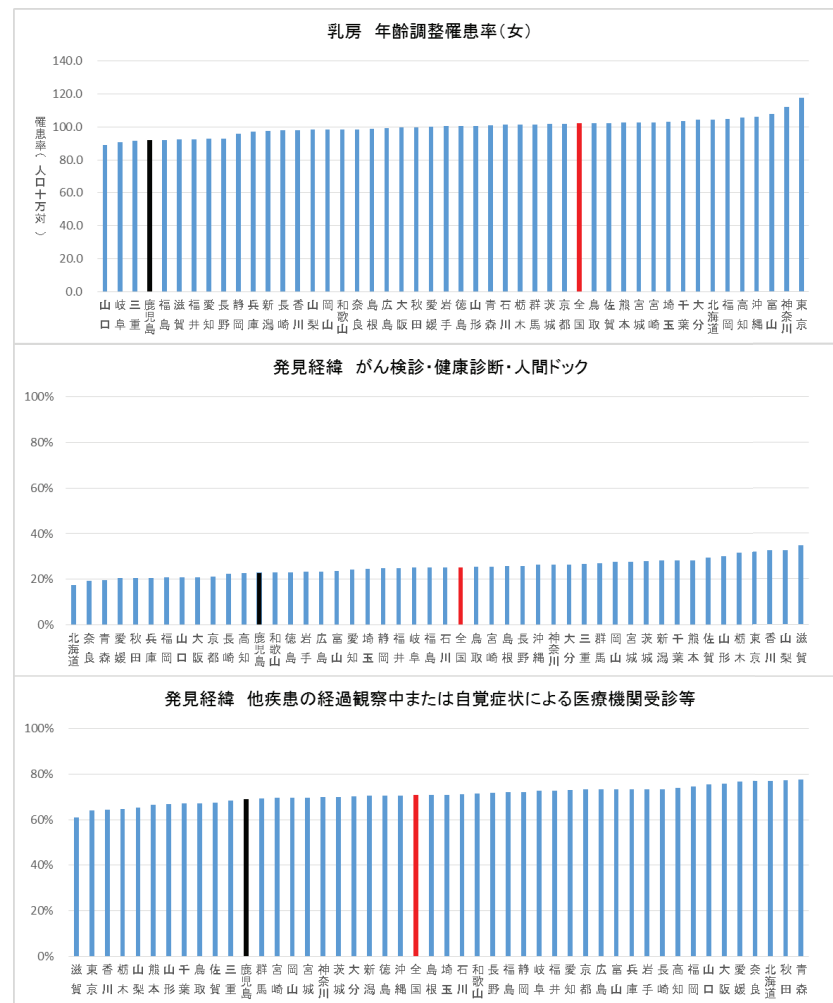 乳房 年齢調整罹患率(女)
140.0
120.0
100.0
80.0
60.0
40.0
20.0
0.0
罹患率(人口十万対)
山口 岐阜 三重 鹿児島 福島 滋賀 福井 愛知 長野 静岡 兵庫 新潟 長崎 香川 山梨 岡山 和歌山 奈良 島根 広島 大阪 秋田 愛媛 岩手 徳島 山形 青森 石川 栃木 群馬 茨城 京都 全国 鳥取 佐賀 熊本 宮城 宮崎 埼玉 千葉 大分 北海道 福岡 高知 沖縄 富山 神奈川 東京
発見経緯 がん検診・健康診断・人間ドック
100%
80%
60%
40%
20%
0%
北海道 奈良 青森 愛媛 秋田 兵庫 福岡 山口 大阪 京都 長崎 高知 鹿児島 和歌山 徳島 岩手 広島 富山 愛知 埼玉 静岡 福井 岐阜 福島 石川 全国 鳥取 宮崎 島根 長野 沖縄 神奈川 大分 三重 群馬 岡山 宮城 茨城 新潟 千葉 熊本 佐賀 山形 栃木 東京 香川 山梨 滋賀
発見経緯 他疾患の経過観察中または自覚症状による医療機関受診等
100%
80%
60%
40%
20%
0%
滋賀 東京 香川 栃木 山梨 熊本 山形 千葉 鳥取 佐賀 三重 鹿児島 群馬 宮崎 岡山 宮城 神奈川 茨城 大分 新潟 徳島 沖縄 全国 島根 埼玉 石川 和歌山 長野 福島 静岡 岐阜 福井 愛知 京都 広島 富山 兵庫 岩手 長崎 高知 福岡 山口 大阪 愛媛 奈良 北海道 秋田 青森